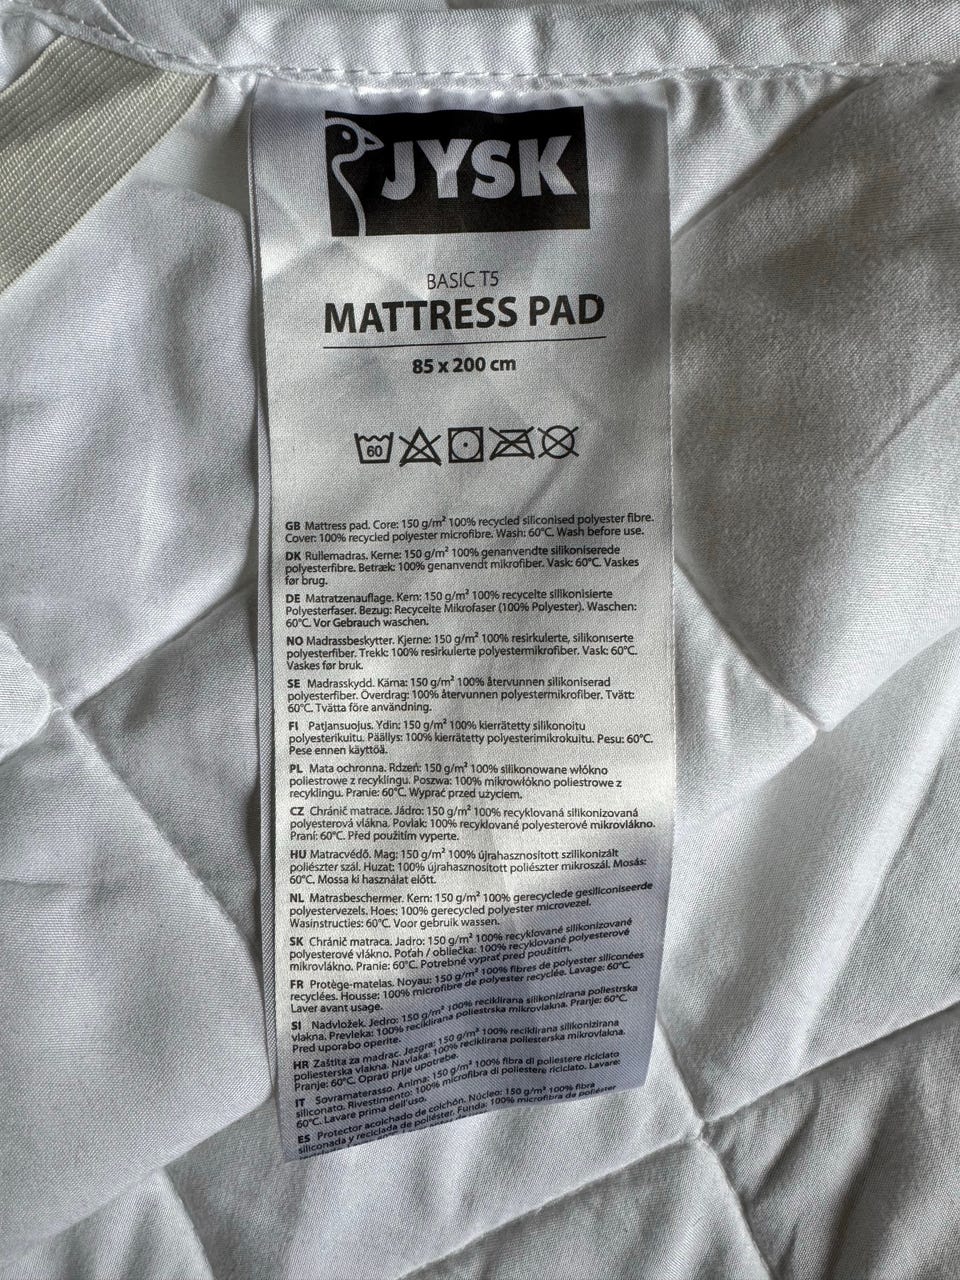 JYSK
BASIC T5
MATTRESS PAD
85 x 200 cm
60
GB Mattress pad. Core: 150 g/m² 100% recycled siliconised polyester fibre.
Cover: 100% recycled polyester microfibre. Wash: 60°C. Wash before use.
DK Rullemadras. Kerne: 150 g/m² 100% genanvendte silikoniserede
polyesterfibre. Betræk: 100% genanvendt mikrofiber. Vask: 60°C. Vaskes
før brug.
DE Matratzenauflage. Kern: 150 g/m² 100% recycelte silikonisierte
Polyesterfaser. Bezug: Recycelte Mikrofaser (100% Polyester). Waschen:
60°C. Vor Gebrauch waschen.
NO Madrassbeskytter. Kjerne: 150 g/m² 100% resirkulerte, silikoniserte
polyesterfiber. Trekk: 100% resirkulerte polyestermikrofiber. Vask: 60°C.
Vaskes før bruk.
SE Madrasskydd. Kärna: 150 g/m² 100% återvunnen silikoniserad
polyesterfiber. Överdrag: 100% återvunnen polyestermikrofiber. Tvätt:
60°C. Tvätta före användning.
FI Patjansuojus. Ydin: 150 g/m² 100% kierrätetty silikonoitu
polyesterikuitu. Päällys: 100% kierrätetty polyesterimikrokuitu. Pesu: 60°C.
Pese ennen käyttöä.
PL Mata ochronna. Rdzeń: 150 g/m² 100% silikonowane włókno
poliestrowe z recyklingu. Poszwa: 100% mikrowłókno poliestrowe z
recyklingu. Pranie: 60°C. Wyprać przed użyciem.
CZ Chránič matrace. Jádro: 150 g/m² 100% recyklovaná silikonizovaná
polyesterová vlákna. Povlak: 100% recyklované polyesterové mikrovlákno.
Praní: 60°C. Před použitím vyperte.
HU Matracvédő. Mag: 150 g/m² 100% újrahasznosított szilikonizált
poliészter szál. Huzat: 100% újrahasznosított poliészter mikroszál. Mosás:
60°C. Mossa ki használat előtt.
NL Matrasbeschermer. Kern: 150 g/m² 100% gerecyclede gesiliconiseerde
polyestervezels. Hoes: 100% gerecycled polyester microvezel.
Wasinstructies: 60°C. Voor gebruik wassen.
SK Chránič matraca. Jadro: 150 g/m² 100% recyklované silikonizované
polyesterové vlákno. Poťah / obliečka: 100% recyklované polyesterové
mikrovlákno. Pranie: 60°C. Potrebné vyprať pred použitím.
FR Protège-matelas. Noyau: 150 g/m² 100% fibres de polyester siliconées
recyclées. Housse: 100% microfibre de polyester recyclée. Lavage: 60°C.
Laver avant usage.
SI Nadvložek. Jedro: 150 g/m² 100% reciklirana silikonizirana poliestrska
vlakna. Prevleka: 100% reciklirana poliestrska mikrovlakna. Pranje: 60°C.
Pred uporabo operite.
HR Zaštita za madrac. Jezgra: 150 g/m² 100% reciklirana silikonizirana
poliesterska vlakna. Navlaka: 100% reciklirana poliesterska mikrovlakna.
Pranje: 60°C. Oprati prije upotrebe.
IT Sovramaterasso. Anima: 150 g/m² 100% fibra di poliestere riciclato
siliconato. Rivestimento: 100% microfibra di poliestere riciclato. Lavare:
60°C. Lavare prima dell'uso.
ES Protector acolchado de colchón. Núcleo: 150 g/m² 100% fibra
siliconada y reciclada de poliéster. Funda: 100% microfibra de poliéster